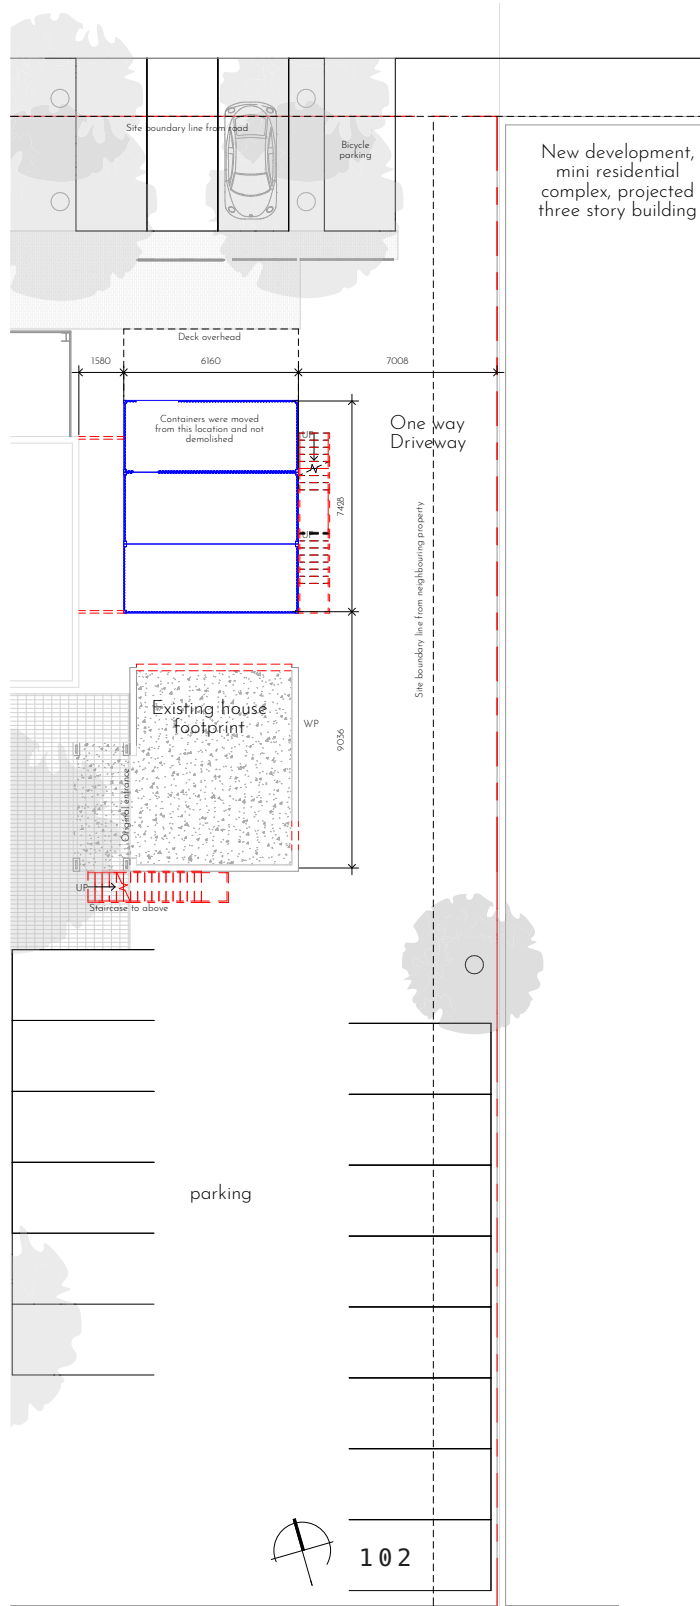 Site boundary line from road
Bicycle
parking
New development,
mini residential
complex, projected
three story building
Deck overhead
1580
6160
7008
Containers were moved
from this location and not
demolished
One way
Driveway
UP
7428
UP
Site boundary line from neighbouring property
Existing house
footprint
WP
9036
Original entrance
UP
Staircase to above
parking
102